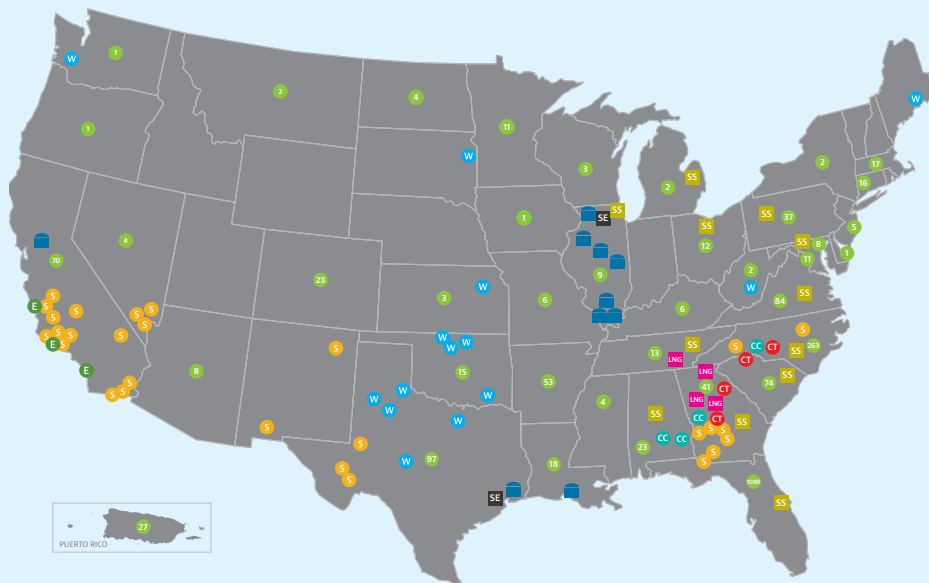 W
1
2
4
11
W
1
2
17
W
3
SS
2
16
W
SS
SE
1
SS
37
5
SS
12
4
SS
8
1
11
70
2
9
23
W
W
SS
84
3
6
E
S
S
S
S
6
S
S
S
S
S
S
S
E
S
S
W
W
W
S
13
SS
LNG
S
CC
CT
SS
263
CT
8
15
53
LNG
41
CT
74
SS
S
S
S
E
W
W
W
W
4
LNG
LNG
SS
CC
CT
SS
S
W
S
S
S
S
23
CC
CC
S
97
W
S
S
18
S
S
1089
SE
SS
27
PUERTO RICO